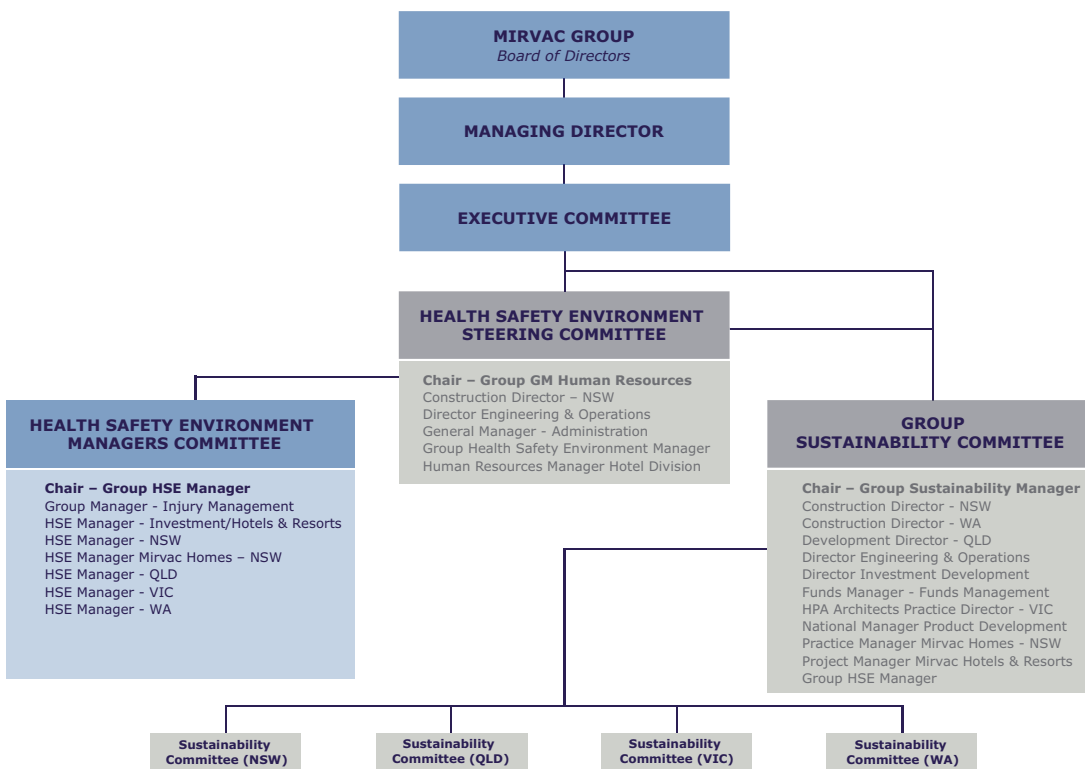 MIRVAC GROUP
Board of Directors
MANAGING DIRECTOR
EXECUTIVE COMMITTEE
HEALTH SAFETY ENVIRONMENT
STEERING COMMITTEE
Chair – Group GM Human Resources
Construction Director – NSW
Director Engineering & Operations
General Manager - Administration
Group Health Safety Environment Manager
Human Resources Manager Hotel Division
HEALTH SAFETY ENVIRONMENT
MANAGERS COMMITTEE
Chair – Group HSE Manager
Group Manager - Injury Management
HSE Manager - Investment/Hotels & Resorts
HSE Manager - NSW
HSE Manager Mirvac Homes – NSW
HSE Manager - QLD
HSE Manager - VIC
HSE Manager - WA
GROUP
SUSTAINABILITY COMMITTEE
Chair – Group Sustainability Manager
Construction Director - NSW
Construction Director - WA
Development Director - QLD
Director Engineering & Operations
Director Investment Development
Funds Manager - Funds Management
HPA Architects Practice Director - VIC
National Manager Product Development
Practice Manager Mirvac Homes - NSW
Project Manager Mirvac Hotels & Resorts
Group HSE Manager
Sustainability
Committee (NSW)
Sustainability
Committee (QLD)
Sustainability
Committee (VIC)
Sustainability
Committee (WA)